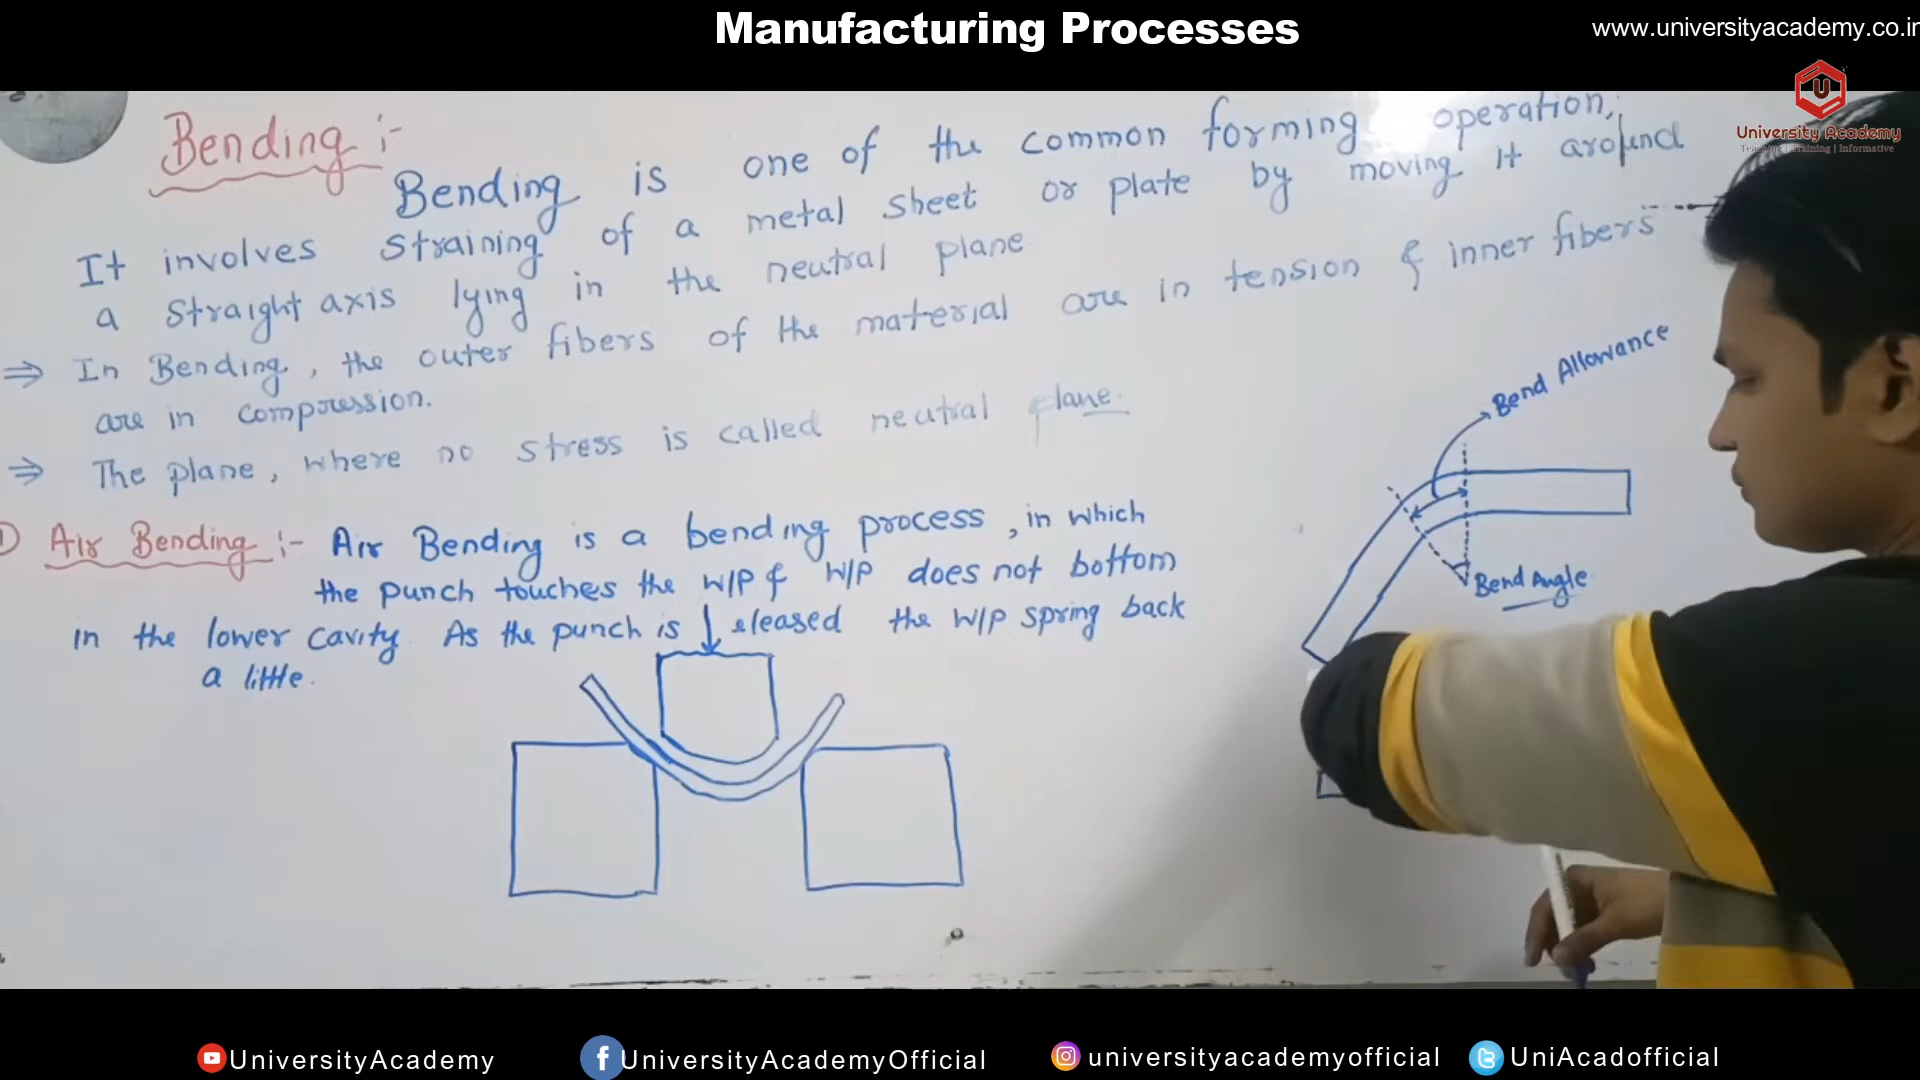 Manufacturing Processes
www.universityacademy.co.in
University Academy
Teaching | Training | Informative
Bending :-
Bending is one of the common forming operation,
It involves straining of a metal sheet or plate by moving it around
a straight axis lying in the neutral plane
⇒ In Bending, the outer fibers of the material are in tension & inner fibers
are in compression.
⇒ The plane, where no stress is called neutral plane.
Air Bending :- Air Bending is a bending process, in which
the punch touches the W/P & W/P does not bottom
in the lower cavity. As the punch is released the W/P spring back
a little.
Bend Allowance
Bend Angle
UniversityAcademy
UniversityAcademyOfficial
universityacademyofficial
UniAcadofficial